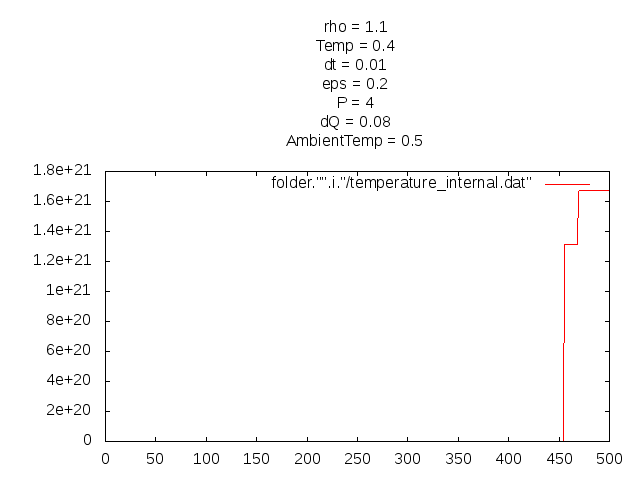 rho = 1.1
Temp = 0.4
dt = 0.01
eps = 0.2
P = 4
dQ = 0.08
AmbientTemp = 0.5
folder."".i."/temperature_internal.dat"
1.8e+21
1.6e+21
1.4e+21
1.2e+21
1e+21
8e+20
6e+20
4e+20
2e+20
0
0 50 100 150 200 250 300 350 400 450 500